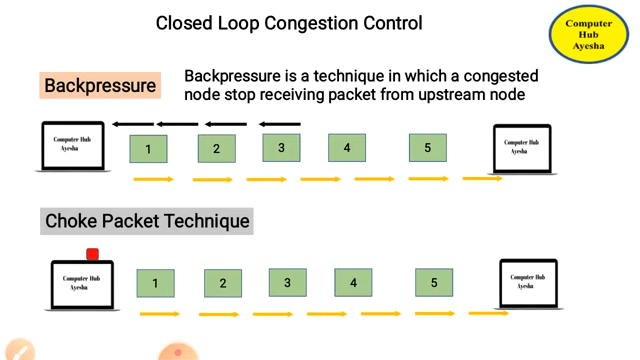 Closed Loop Congestion Control
Computer
Hub
Ayesha
Backpressure
Backpressure is a technique in which a congested
node stop receiving packet from upstream node
Computer Hub
Ayesha
1
2
3
4
5
Computer Hub
Ayesha
Choke Packet Technique
Computer Hub
Ayesha
1
2
3
4
5
Computer Hub
Ayesha